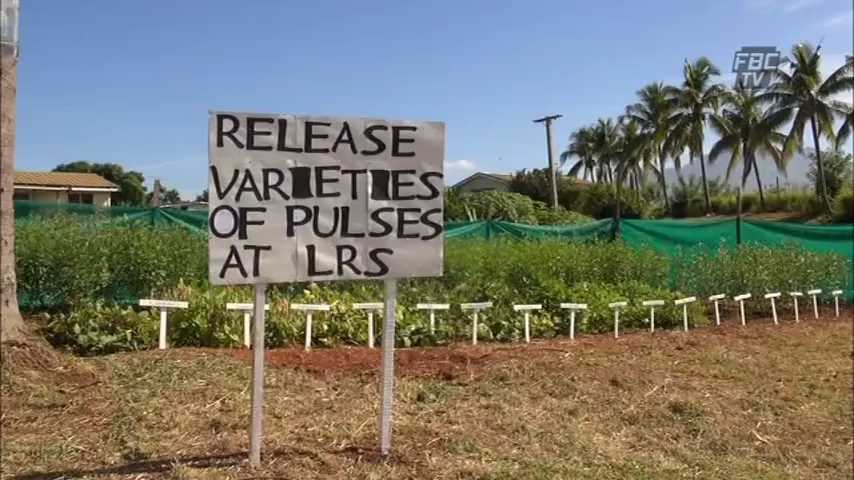 FBC
TV
RELEASE
VARIETIES
OF PULSES
AT LRS